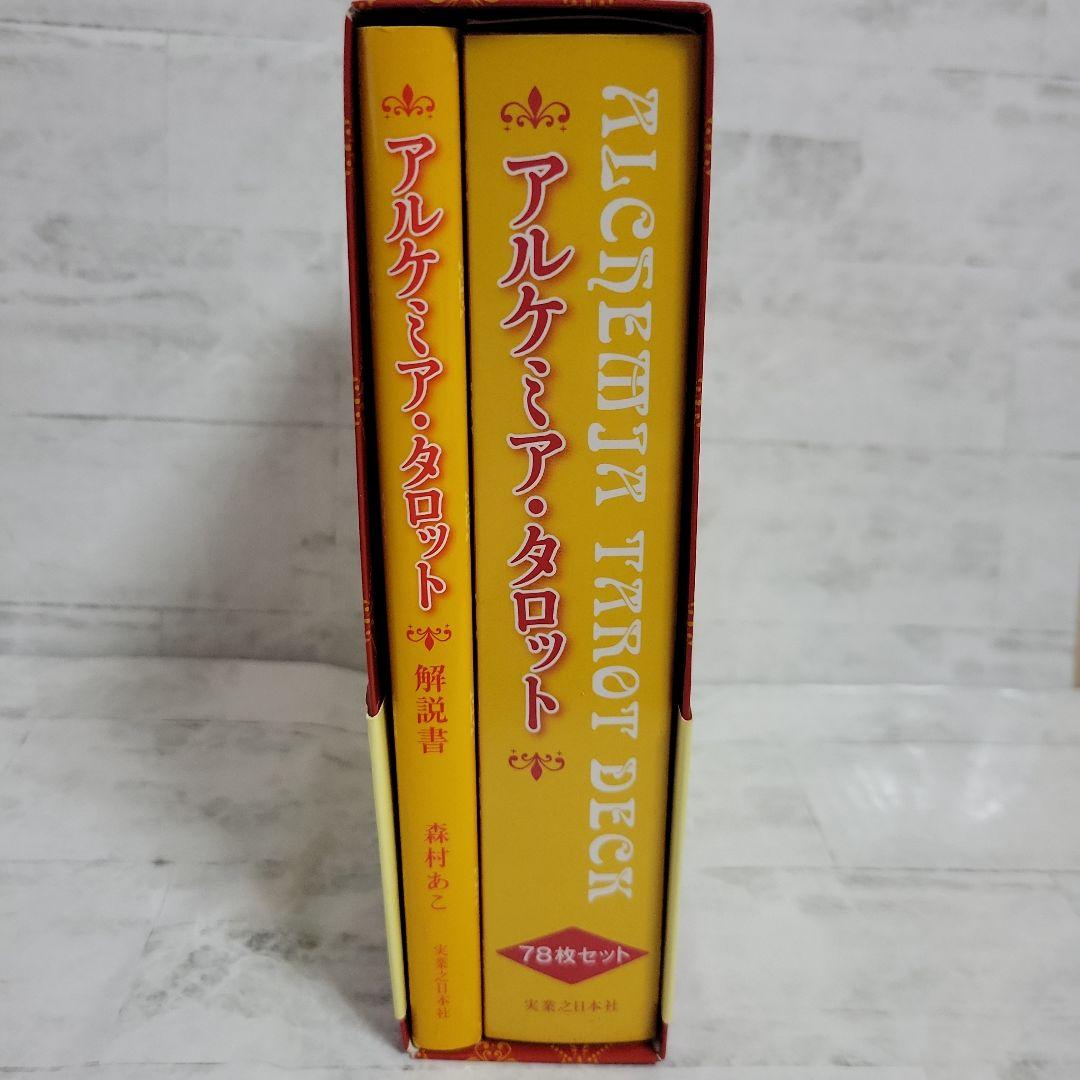 アルケミア・タロット
解説書
森村あこ
実業之日本社
アルケミア・タロット
ALCHEMIA TAROT DECK
78枚セット
実業之日本社